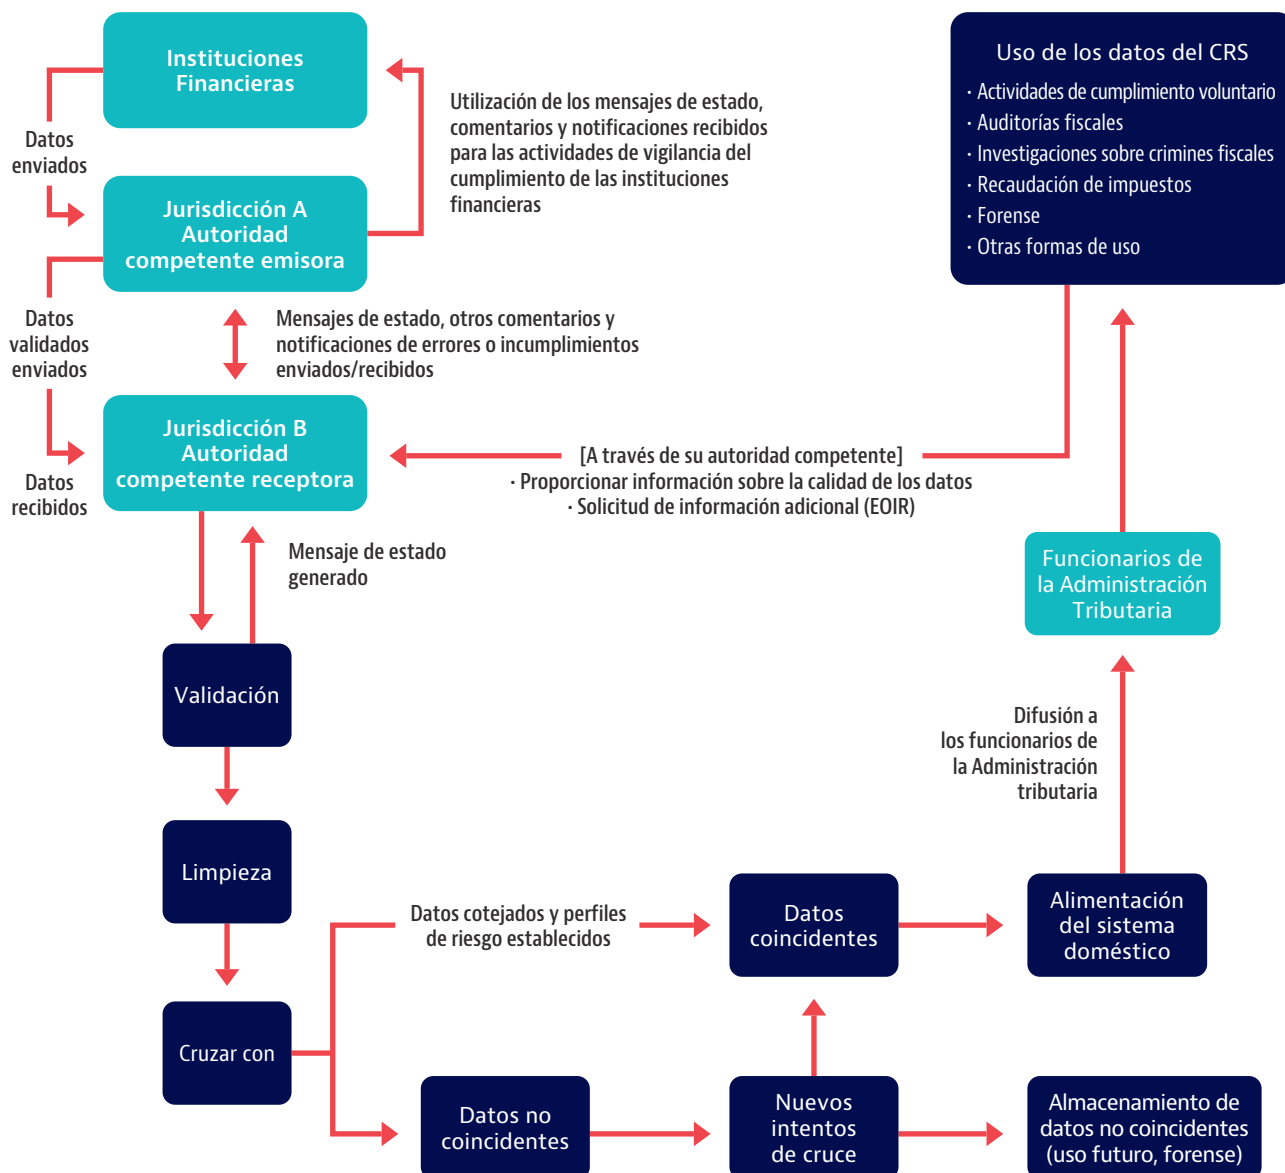 Instituciones
Financieras
Datos
enviados
Jurisdicción A
Autoridad
competente emisora
Utilización de los mensajes de estado,
comentarios y notificaciones recibidos
para las actividades de vigilancia del
cumplimiento de las instituciones
financieras
Uso de los datos del CRS
· Actividades de cumplimiento voluntario
· Auditorías fiscales
· Investigaciones sobre crimines fiscales
· Recaudación de impuestos
· Forense
· Otras formas de uso
Datos
validados
enviados
Mensajes de estado, otros comentarios y
notificaciones de errores o incumplimientos
enviados/recibidos
Jurisdicción B
Autoridad
competente receptora
Datos
recibidos
[A través de su autoridad competente]
· Proporcionar información sobre la calidad de los datos
· Solicitud de información adicional (EOIR)
Mensaje de estado
generado
Funcionarios de
la Administración
Tributaria
Validación
Difusión a
los funcionarios de
la Administración
tributaria
Limpieza
Datos cotejados y perfiles
de riesgo establecidos
Datos
coincidentes
Alimentación
del sistema
doméstico
Cruzar con
Datos no
coincidentes
Nuevos
intentos
de cruce
Almacenamiento de
datos no coincidentes
(uso futuro, forense)